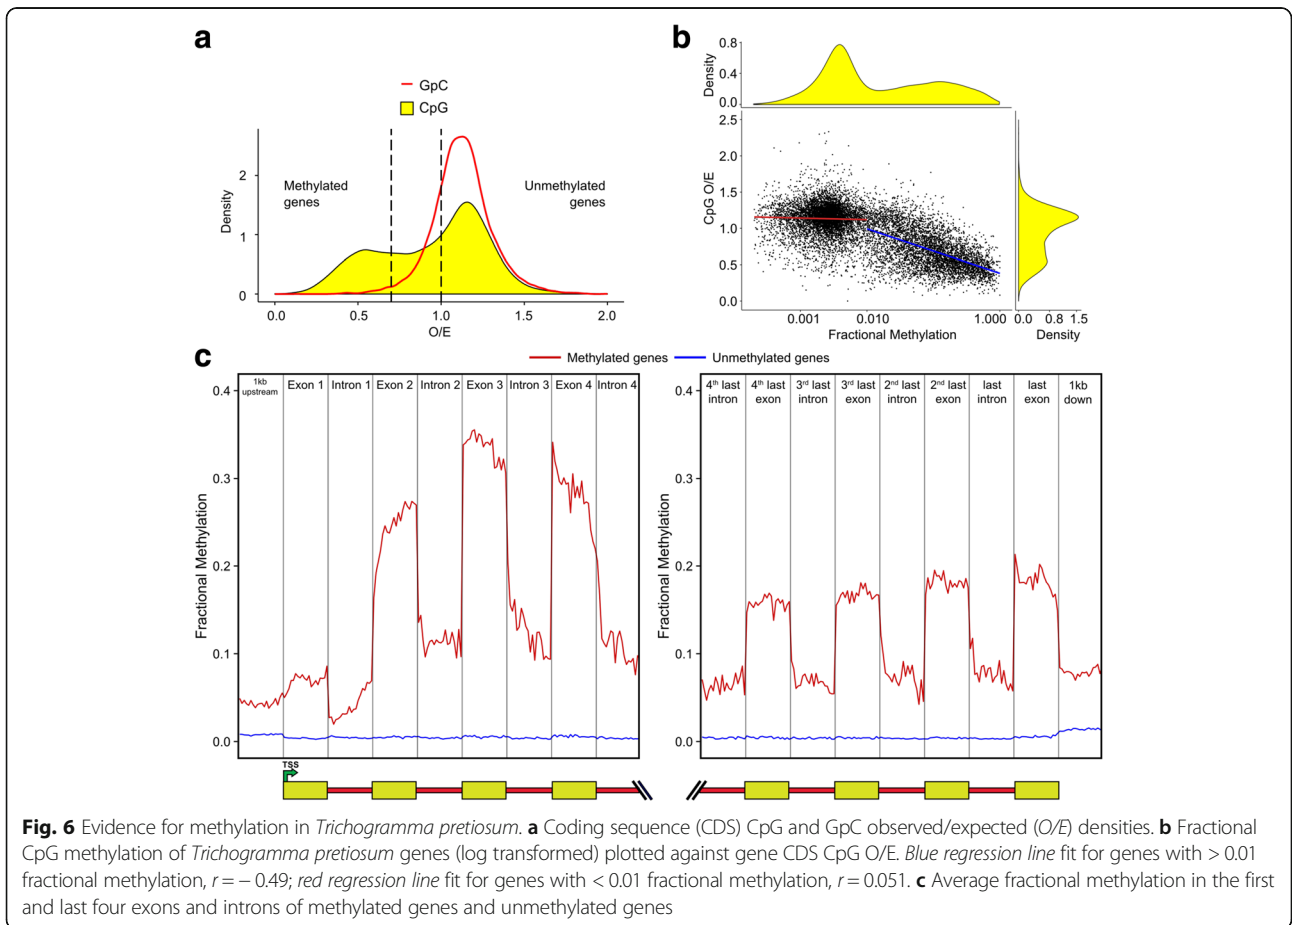 a
GpC
CpG
Density
2
1
0
Methylated
genes
Unmethylated
genes
0.0 0.5 1.0 1.5 2.0
O/E
b
Density
0.8
0.4
0.0
CpG O/E
2.5
2.0
1.5
1.0
0.5
0.0
0.001 0.010 1.000
Fractional Methylation
0.0 0.8 1.5
Density
c
Methylated genes Unmethylated genes
Fractional Methylation
0.4
0.3
0.2
0.1
0.0
1kb
upstream
Exon 1 Intron 1 Exon 2 Intron 2 Exon 3 Intron 3 Exon 4 Intron 4
TSS
Fractional Methylation
0.4
0.3
0.2
0.1
0.0
4th last
intron
4th last
exon
3rd last
intron
3rd last
exon
2nd last
intron
2nd last
exon
last
intron
last
exon
1kb
down
Fig. 6 Evidence for methylation in Trichogramma pretiosum. a Coding sequence (CDS) CpG and GpC observed/expected (O/E) densities. b Fractional
CpG methylation of Trichogramma pretiosum genes (log transformed) plotted against gene CDS CpG O/E. Blue regression line fit for genes with > 0.01
fractional methylation, r = − 0.49; red regression line fit for genes with < 0.01 fractional methylation, r = 0.051. c Average fractional methylation in the first
and last four exons and introns of methylated genes and unmethylated genes